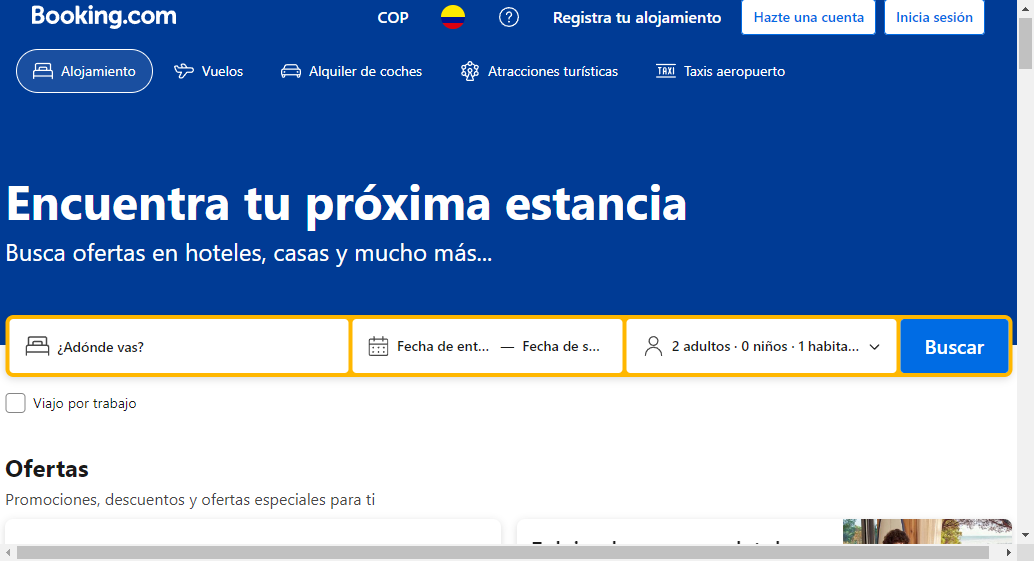 Booking.com
COP
Registra tu alojamiento
Hazte una cuenta
Inicia sesión
Alojamiento
Vuelos
Alquiler de coches
Atracciones turísticas
TAXI
Taxis aeropuerto
Encuentra tu próxima estancia
Busca ofertas en hoteles, casas y mucho más...
¿Adónde vas?
Fecha de ent... — Fecha de s...
2 adultos · 0 niños · 1 habita...
Buscar
Viajo por trabajo
Ofertas
Promociones, descuentos y ofertas especiales para ti